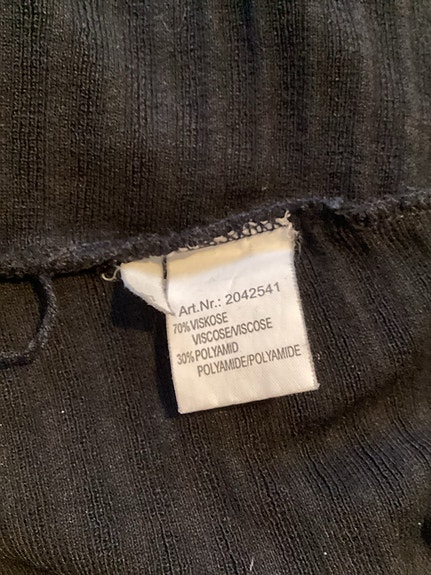 Art.Nr.: 2042541
70%VISKOSE
VISCOSE/VISCOSE
30%POLYAMID
POLYAMIDE/POLYAMIDE